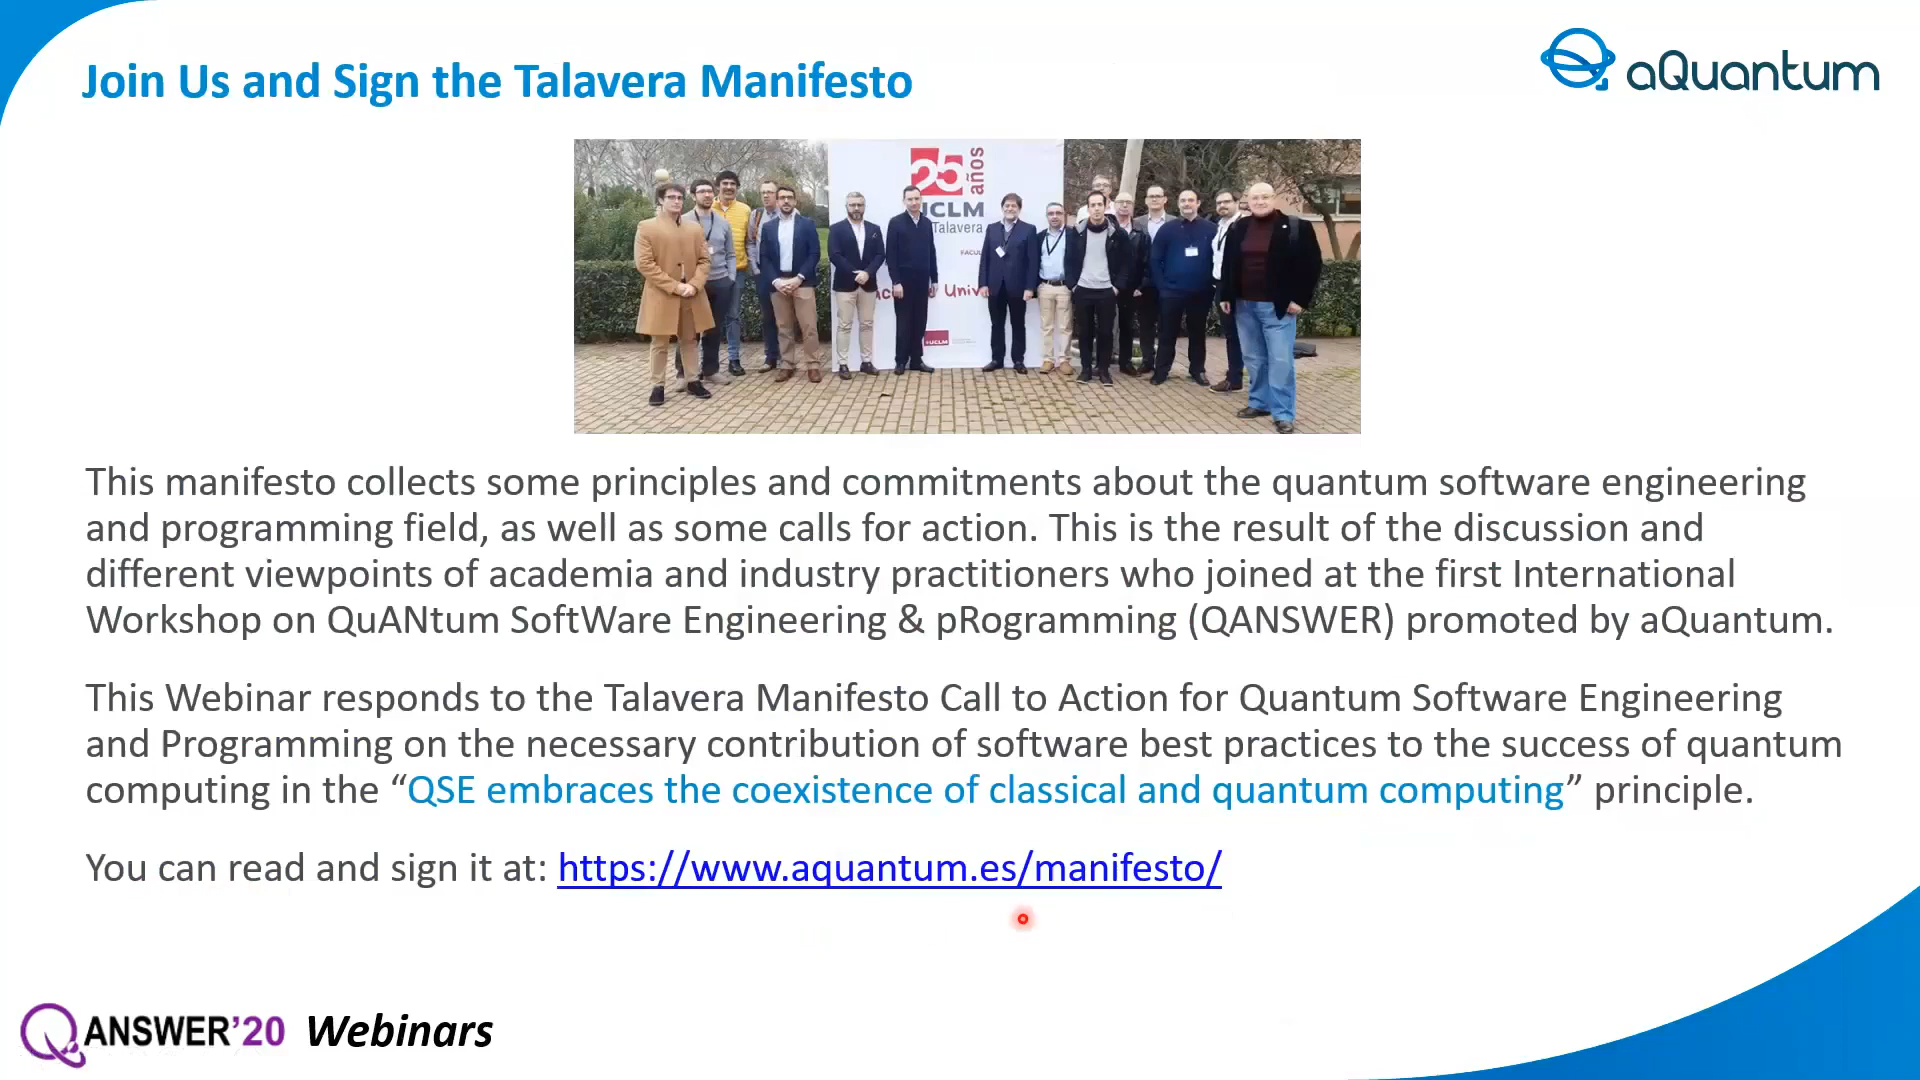 Join Us and Sign the Talavera Manifesto
aQuantum
25
años
UCLM
Talavera
FACUL
Univ
UCLM
This manifesto collects some principles and commitments about the quantum software engineering
and programming field, as well as some calls for action. This is the result of the discussion and
different viewpoints of academia and industry practitioners who joined at the first International
Workshop on QuANtum SoftWare Engineering & pRogramming (QANSWER) promoted by aQuantum.
This Webinar responds to the Talavera Manifesto Call to Action for Quantum Software Engineering
and Programming on the necessary contribution of software best practices to the success of quantum
computing in the “QSE embraces the coexistence of classical and quantum computing” principle.
You can read and sign it at: https://www.aquantum.es/manifesto/
QANSWER’20 Webinars